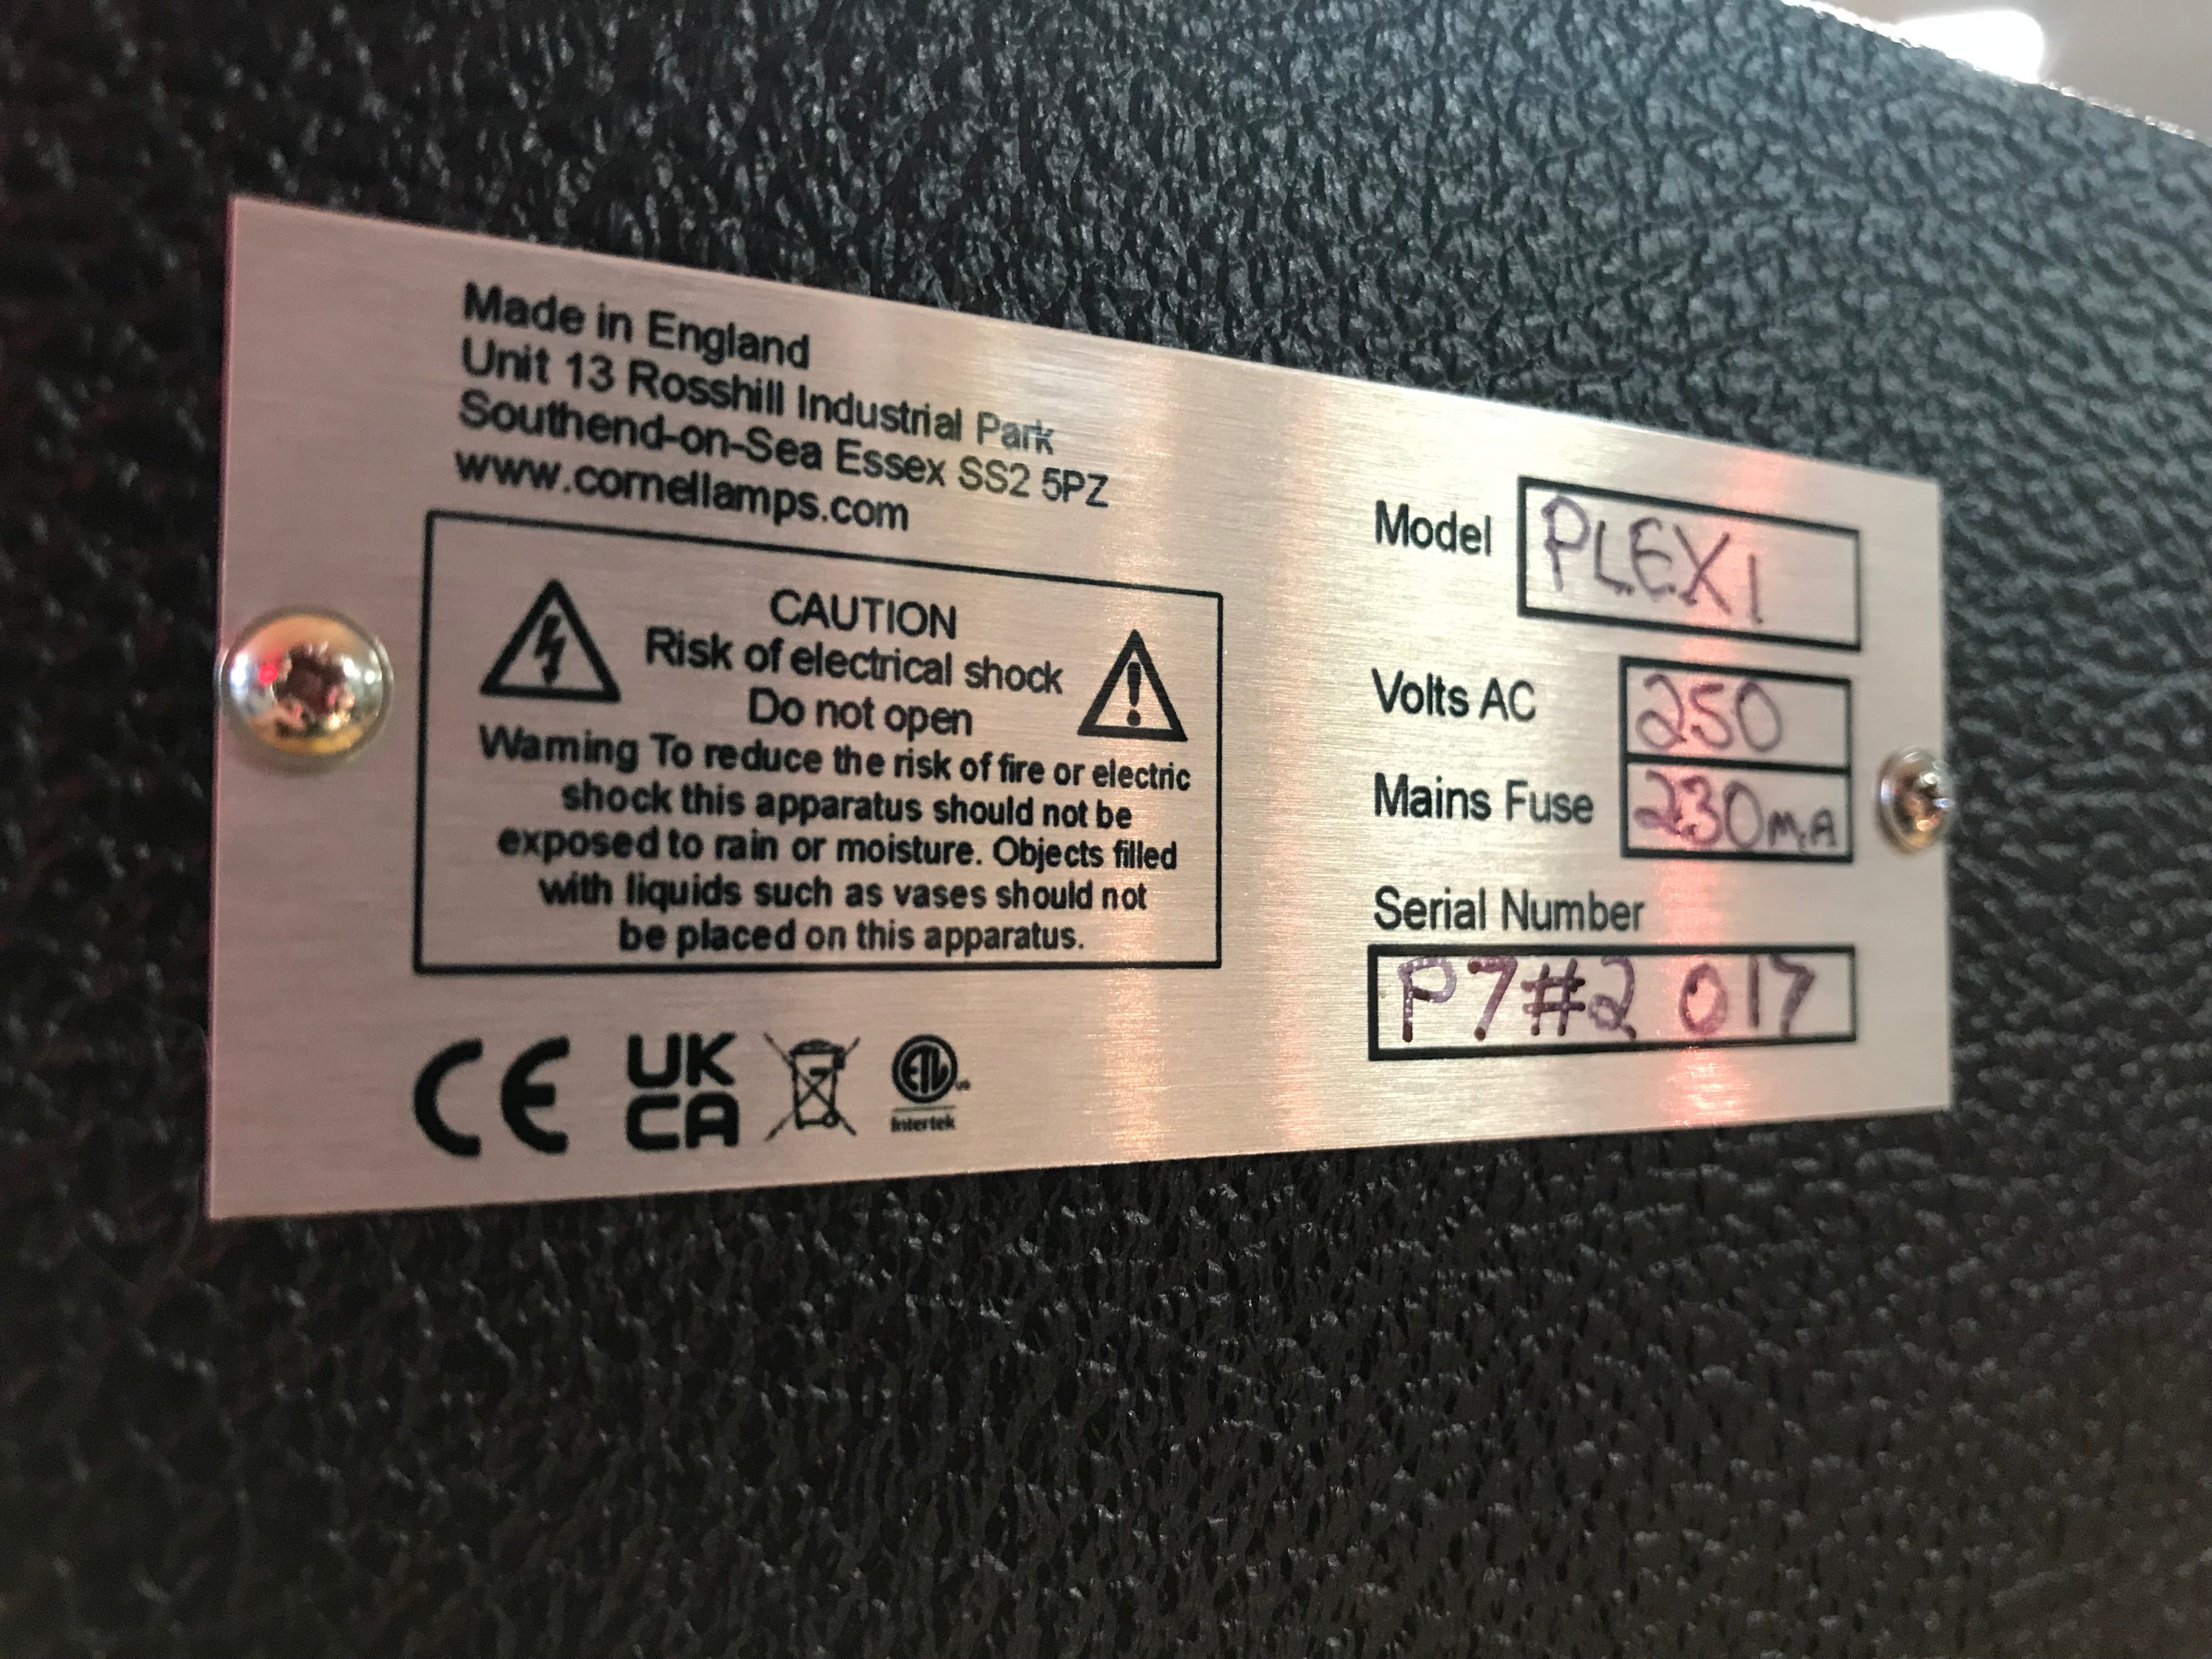 Made in England
Unit 13 Rosshill Industrial Park
Southend-on-Sea Essex SS2 5PZ
www.cornellamps.com
CAUTION
Risk of electrical shock
Do not open
Warning To reduce the risk of fire or electric
shock this apparatus should not be
exposed to rain or moisture. Objects filled
with liquids such as vases should not
be placed on this apparatus.
CE UK
CA ETL us
Intertek
Model PLEXI
Volts AC 250
Mains Fuse 230mA
Serial Number
P7#2 017